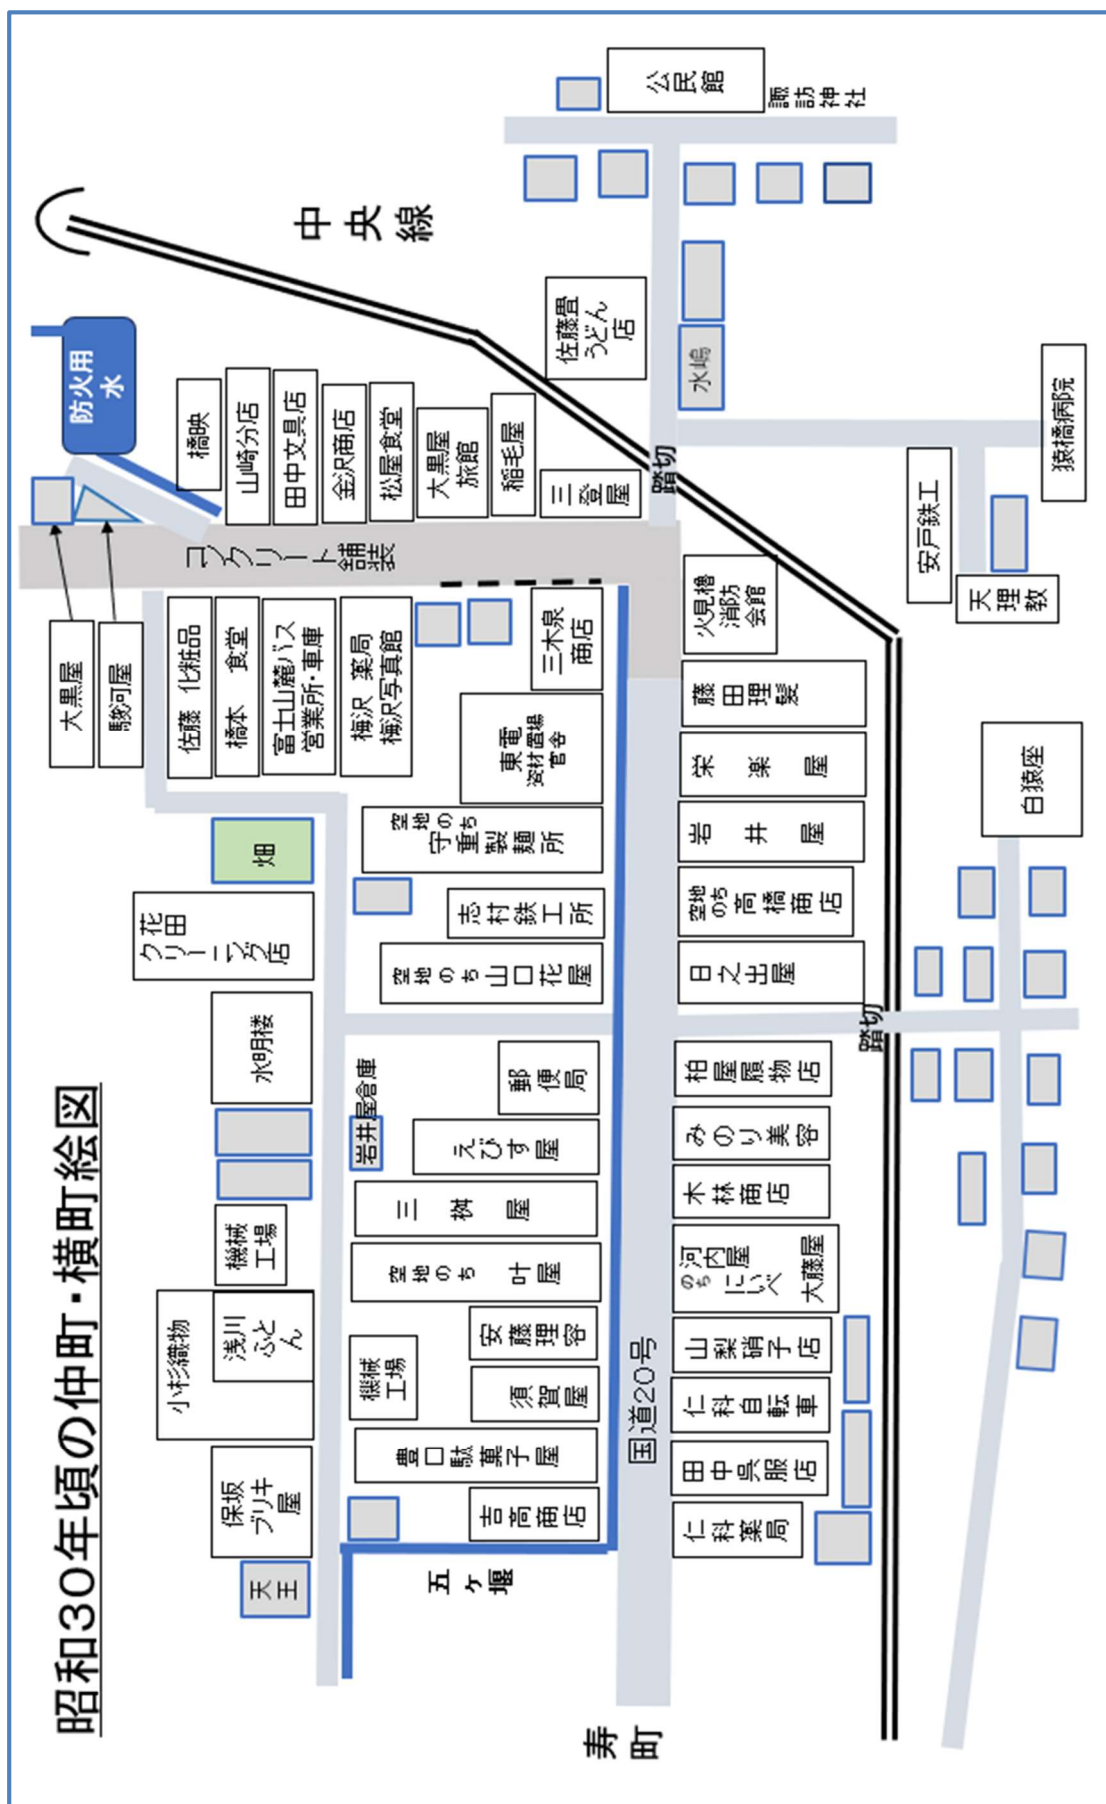 昭和30年頃の仲町・横町絵図
天王
保坂
ブリキ
屋
小杉織物
浅川
ふとん
機械
工場
水明楼
花田
クリーニング店
畑
佐藤 化粧品
橋本 食堂
富士山麓バス
営業所・車庫
梅沢 薬局
梅沢写真館
大黒屋
駿河屋
防火用
水
橋映
山崎分店
田中文具店
金沢商店
松屋食堂
大黒屋
旅館
稲毛屋
三登屋
コンクリート舗装
中央線
公民館
諏訪神社
佐藤畳
うどん
店
水嶋
踏切
五ヶ堰
吉高商店
豊口駄菓子屋
機械
工場
須賀屋
安藤理容
空地のち 叶屋
三桝屋
えびす屋
岩井屋倉庫
郵便局
空地のち山口花屋
志村鉄工所
空地のち
守重製麺所
東電
資材置場
官舎
三木泉
商店
寿町
国道20号
仁科薬局
田中呉服店
仁科自転車
山梨硝子店
河内屋
のち にいべ
大藤屋
木林商店
みのり美容
柏屋履物店
踏切
日之出屋
空地
のち 高橋商店
岩井屋
栄楽屋
藤田理髪
火見櫓
消防
会館
白猿座
天理教
安戸鉄工
猿橋病院